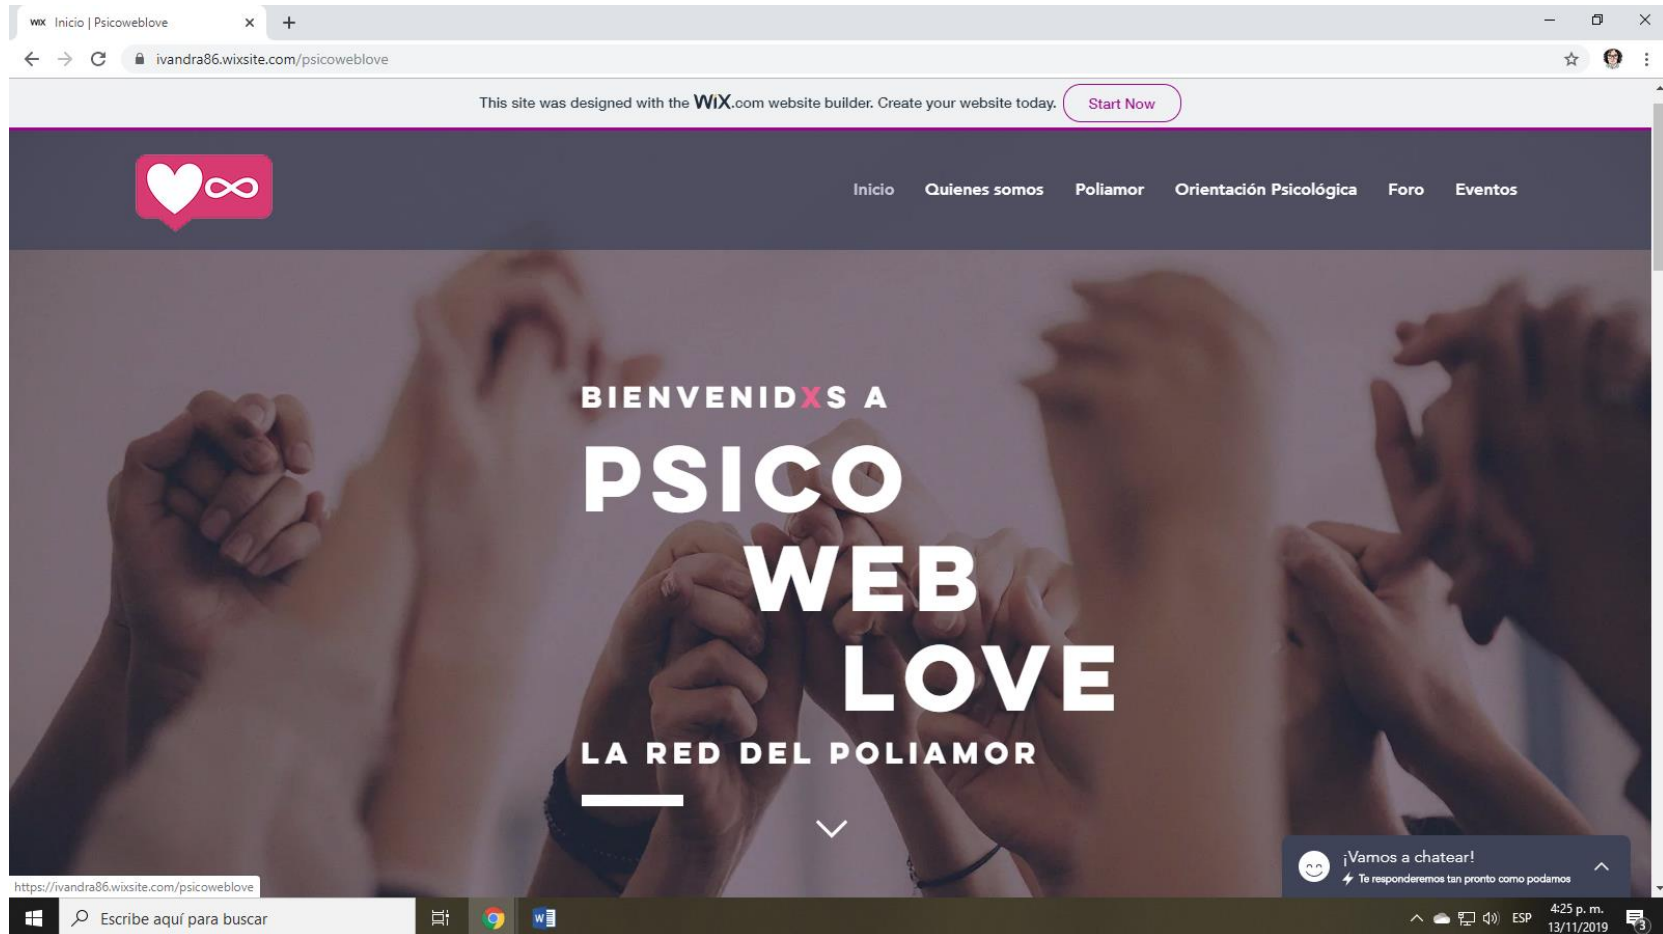 WiX Inicio | Psicoweblove
ivandra86.wixsite.com/psicoweblove
This site was designed with the WiX.com website builder. Create your website today. Start Now
Inicio Quienes somos Poliamor Orientación Psicológica Foro Eventos
BIENVENIDXS A
PSICO
WEB
LOVE
LA RED DEL POLIAMOR
¡Vamos a chatear!
Te responderemos tan pronto como podamos
https://ivandra86.wixsite.com/psicoweblove
Escribe aquí para buscar
W
ESP
4:25 p. m.
13/11/2019
3